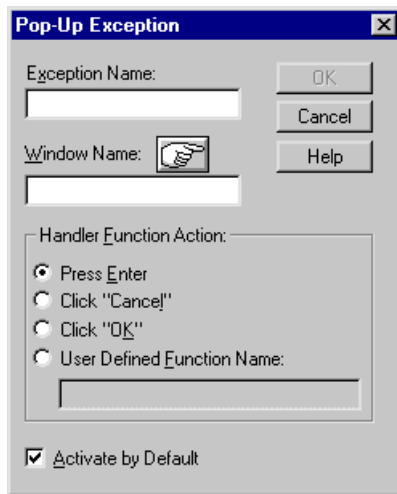 Pop-Up Exception
Exception Name:
OK
Cancel
Window Name:
Help
Handler Function Action:
Press Enter
Click "Cancel"
Click "OK"
User Defined Function Name:
Activate by Default